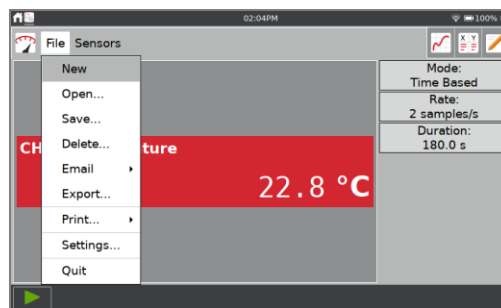 02:04PM
100%
File Sensors
X Y
New
Open...
Save...
Delete...
Email
Export...
Print...
Settings...
Quit
CH
ture
22.8 °C
Mode:
Time Based
Rate:
2 samples/s
Duration:
180.0 s